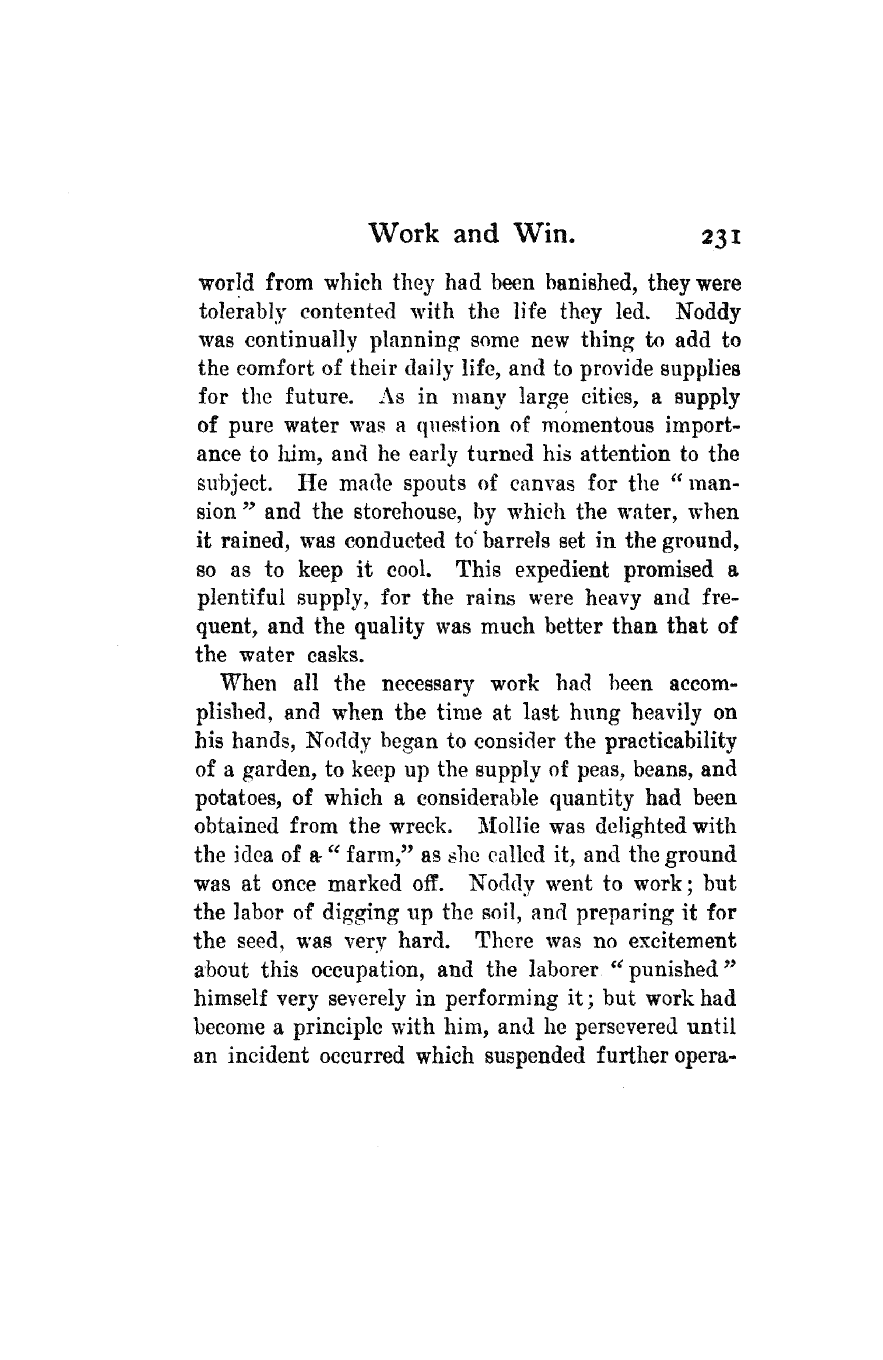 Work and Win. 231
world from which they had been banished, they were
tolerably contented with the life they led. Noddy
was continually planning some new thing to add to
the comfort of their daily life, and to provide supplies
for the future. As in many large cities, a supply
of pure water was a question of momentous import-
ance to him, and he early turned his attention to the
subject. He made spouts of canvas for the “man-
sion” and the storehouse, by which the water, when
it rained, was conducted to barrels set in the ground,
so as to keep it cool. This expedient promised a
plentiful supply, for the rains were heavy and fre-
quent, and the quality was much better than that of
the water casks.
When all the necessary work had been accom-
plished, and when the time at last hung heavily on
his hands, Noddy began to consider the practicability
of a garden, to keep up the supply of peas, beans, and
potatoes, of which a considerable quantity had been
obtained from the wreck. Mollie was delighted with
the idea of a “farm,” as she called it, and the ground
was at once marked off. Noddy went to work; but
the labor of digging up the soil, and preparing it for
the seed, was very hard. There was no excitement
about this occupation, and the laborer “punished”
himself very severely in performing it; but work had
become a principle with him, and he persevered until
an incident occurred which suspended further opera-